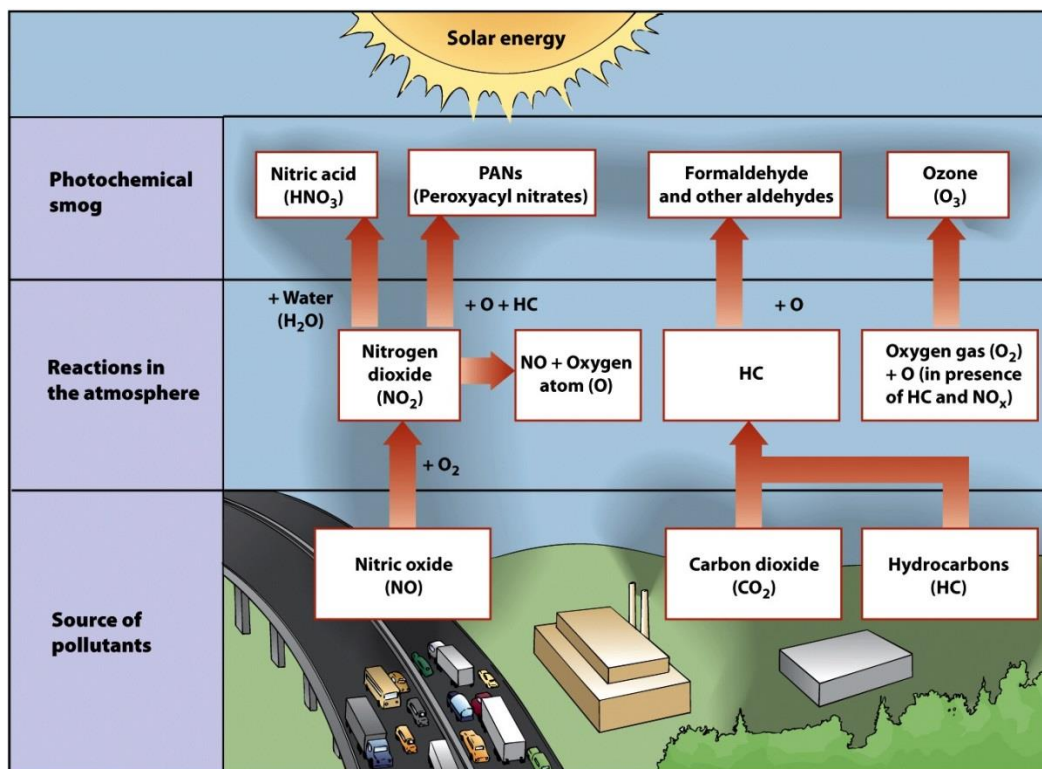 Solar energy
Photochemical
smog
Nitric acid
(HNO₃)
PANs
(Peroxyacyl nitrates)
Formaldehyde
and other aldehydes
Ozone
(O₃)
+ Water
(H₂O)
+ O + HC
+ O
Reactions in
the atmosphere
Nitrogen
dioxide
(NO₂)
NO + Oxygen
atom (O)
HC
Oxygen gas (O₂)
+ O (in presence
of HC and NOₓ)
+ O₂
Source of
pollutants
Nitric oxide
(NO)
Carbon dioxide
(CO₂)
Hydrocarbons
(HC)